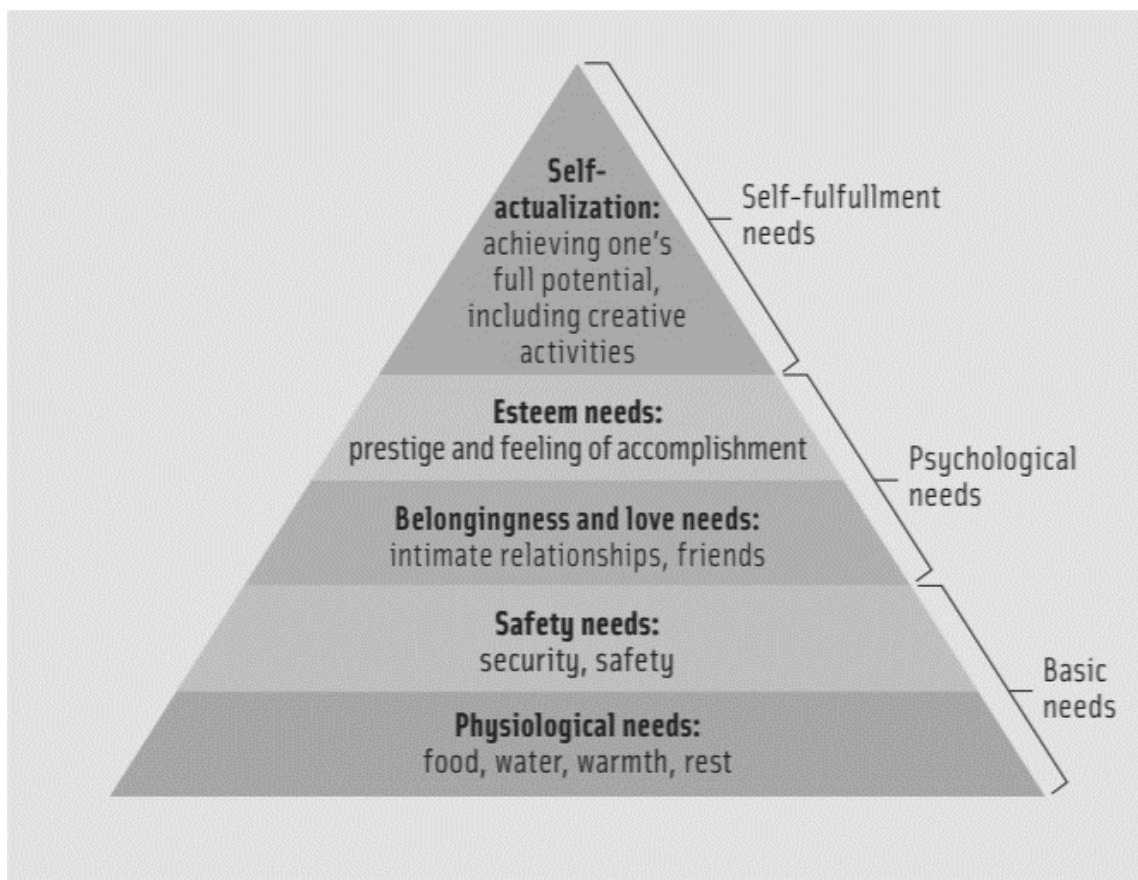 Self-
actualization:
achieving one's
full potential,
including creative
activities
Self-fulfullment
needs
Esteem needs:
prestige and feeling of accomplishment
Psychological
needs
Belongingness and love needs:
intimate relationships, friends
Safety needs:
security, safety
Basic
needs
Physiological needs:
food, water, warmth, rest